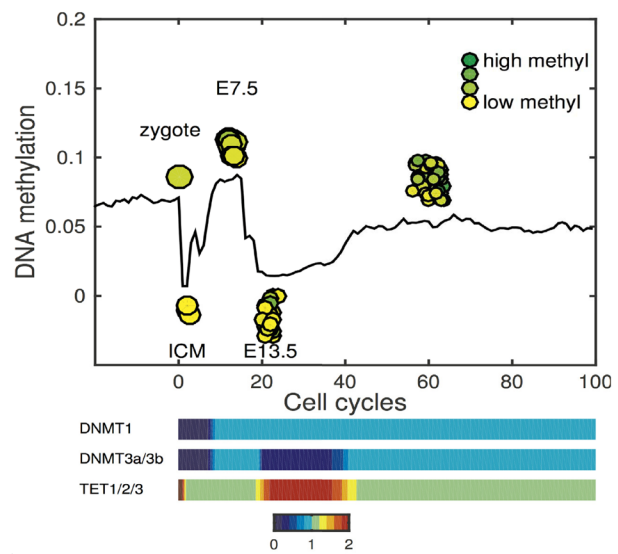 0.2
0.15
0.1
0.05
0
DNA methylation
high methyl
low methyl
E7.5
zygote
ICM
E13.5
0 20 40 60 80 100
Cell cycles
DNMT1
DNMT3a/3b
TET1/2/3
0 1 2